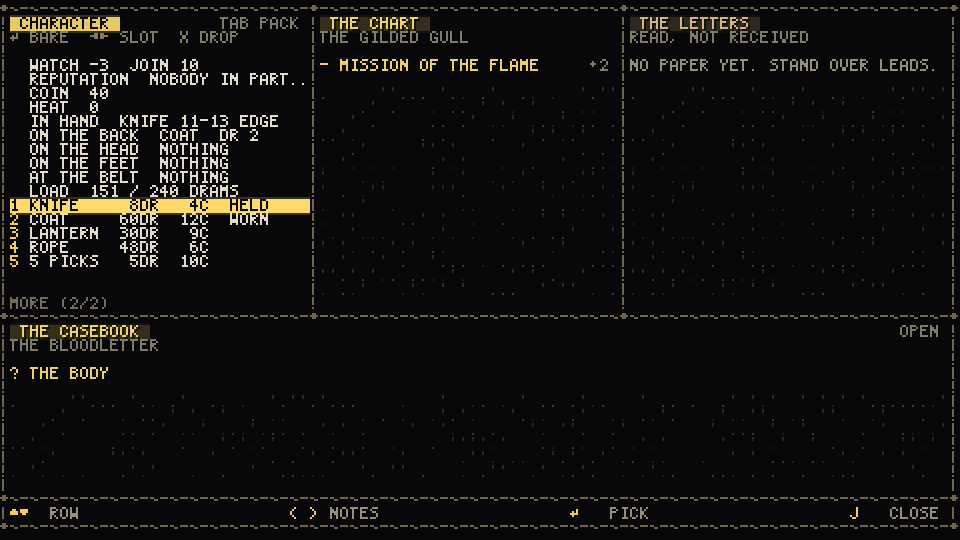 CHARACTER TAB PACK
↵ BARE SLOT X DROP
WATCH -3 JOIN 10
REPUTATION NOBODY IN PART..
COIN 40
HEAT 0
IN HAND KNIFE 11-13 EDGE
ON THE BACK COAT DR 2
ON THE HEAD NOTHING
ON THE FEET NOTHING
AT THE BELT NOTHING
LOAD 151 / 240 DRAMS
1 KNIFE 8DR 4C HELD
2 COAT 60DR 12C WORN
3 LANTERN 30DR 9C
4 ROPE 48DR 6C
5 5 PICKS 5DR 10C
MORE (2/2)
THE CHART
THE GILDED GULL
- MISSION OF THE FLAME +2
THE LETTERS
READ, NOT RECEIVED
NO PAPER YET. STAND OVER LEADS.
THE CASEBOOK OPEN
THE BLOODLETTER
? THE BODY
ROW < > NOTES ↵ PICK J CLOSE